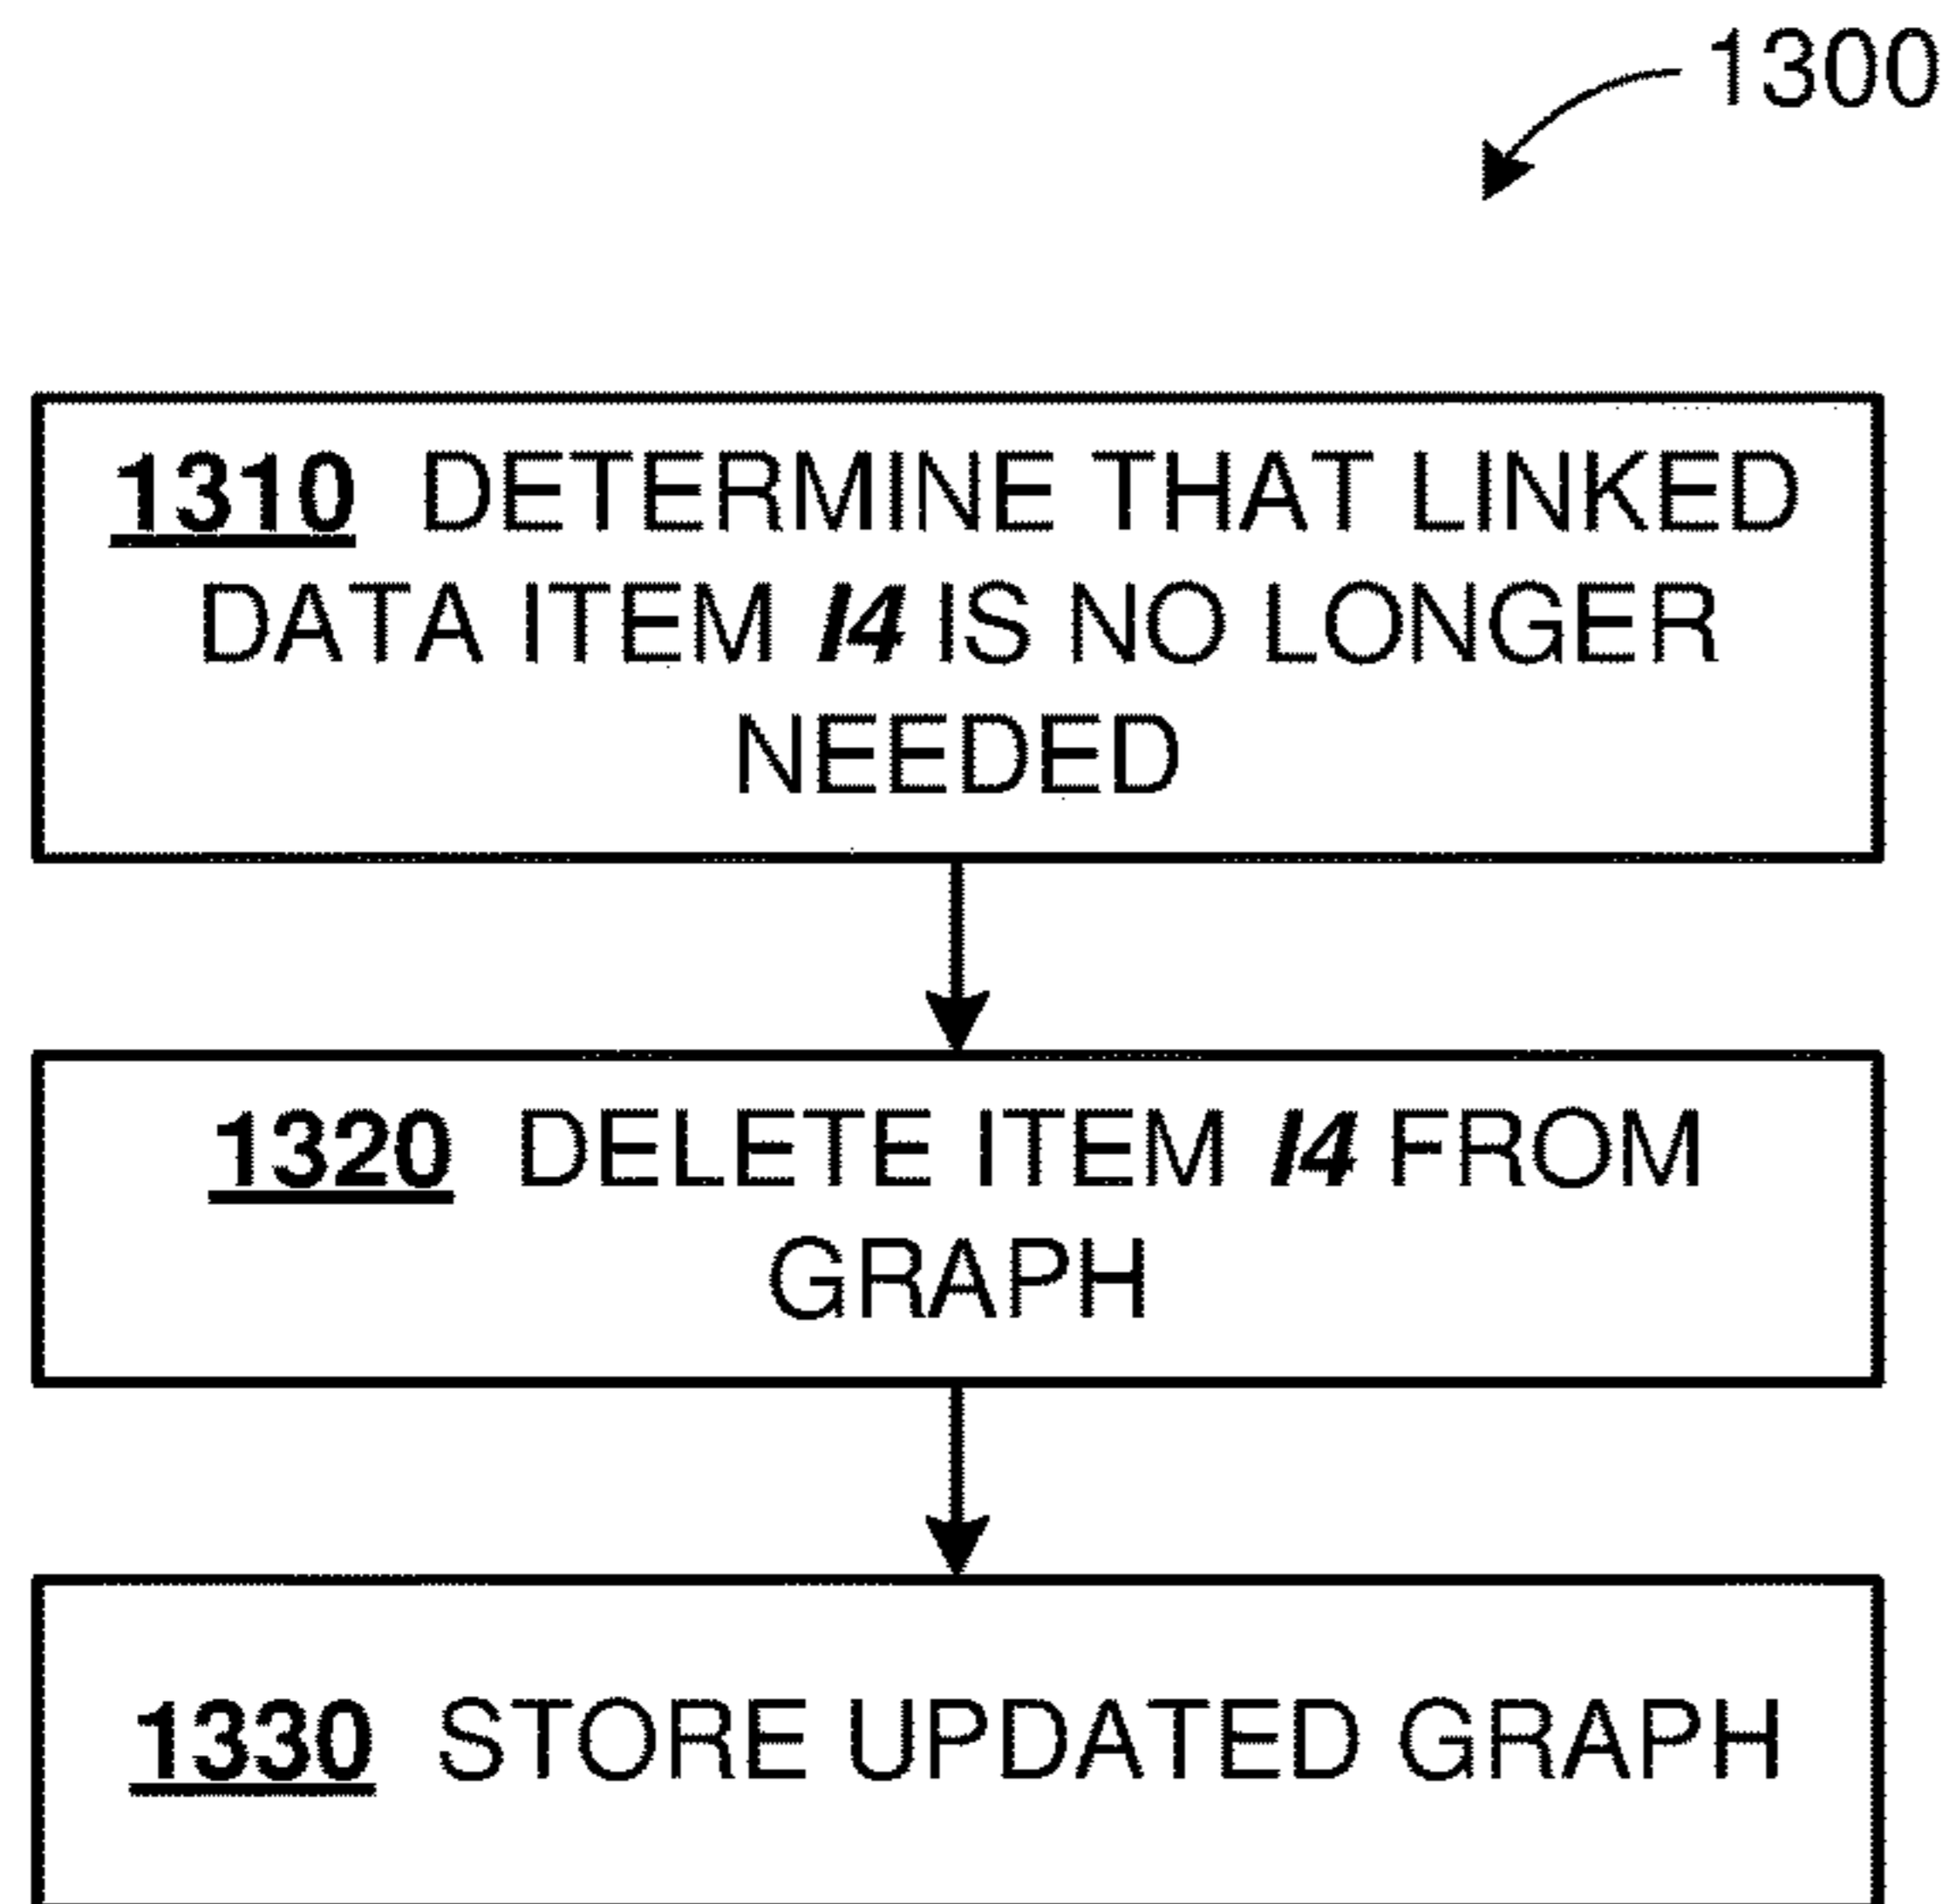 1300
1310 DETERMINE THAT LINKED
DATA ITEM I4 IS NO LONGER
NEEDED
1320 DELETE ITEM I4 FROM
GRAPH
1330 STORE UPDATED GRAPH